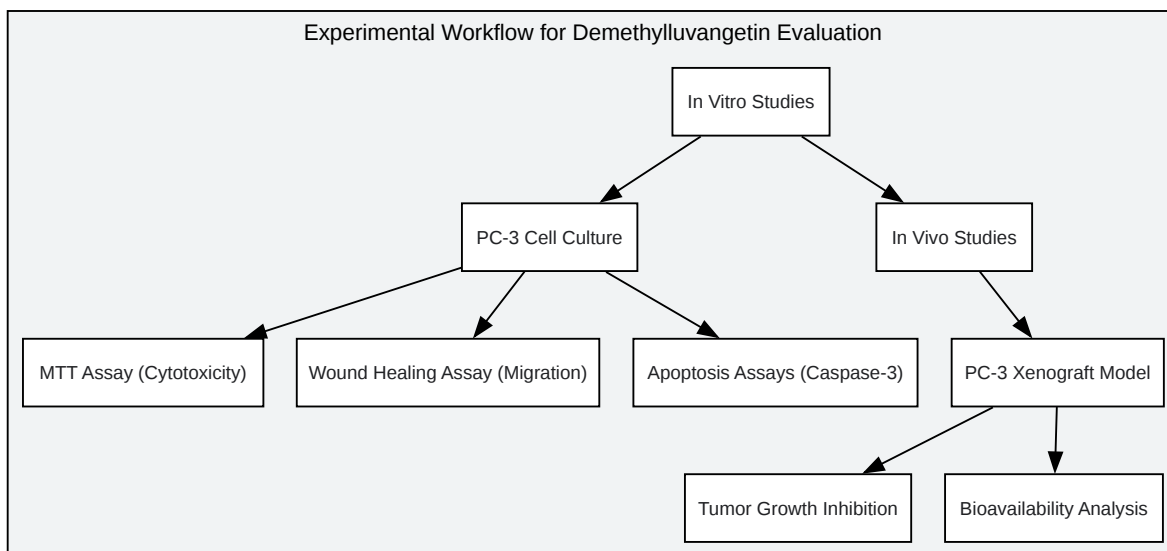 Experimental Workflow for Demethylluvangetin Evaluation
In Vitro Studies
PC-3 Cell Culture
In Vivo Studies
MTT Assay (Cytotoxicity)
Wound Healing Assay (Migration)
Apoptosis Assays (Caspase-3)
PC-3 Xenograft Model
Tumor Growth Inhibition
Bioavailability Analysis